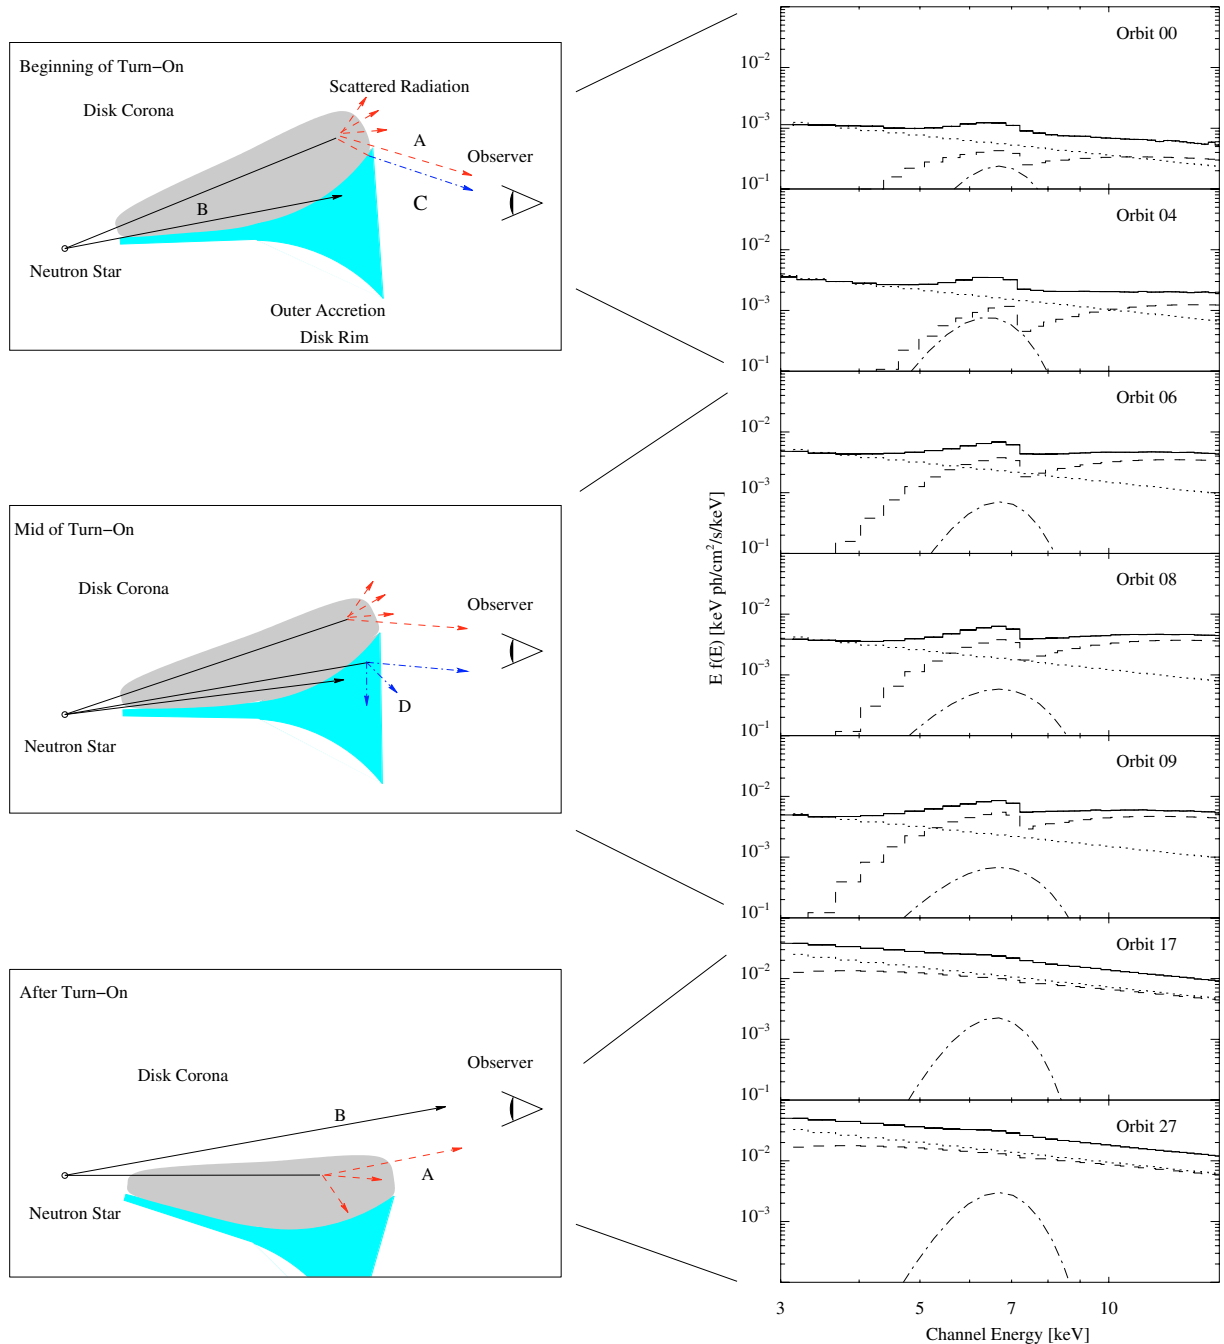 Beginning of Turn−On
Disk Corona
Scattered Radiation
A
Observer
B
C
Neutron Star
Outer Accretion
Disk Rim
Mid of Turn−On
Disk Corona
Observer
D
Neutron Star
After Turn−On
Disk Corona
Observer
B
A
Neutron Star
E f(E) [keV ph/cm²/s/keV]
Orbit 00
10⁻²
10⁻³
10⁻¹
Orbit 04
10⁻²
10⁻³
10⁻¹
Orbit 06
10⁻²
10⁻³
10⁻¹
Orbit 08
10⁻²
10⁻³
10⁻¹
Orbit 09
10⁻²
10⁻³
10⁻¹
Orbit 17
10⁻²
10⁻³
10⁻¹
Orbit 27
10⁻²
10⁻³
3 5 7 10
Channel Energy [keV]